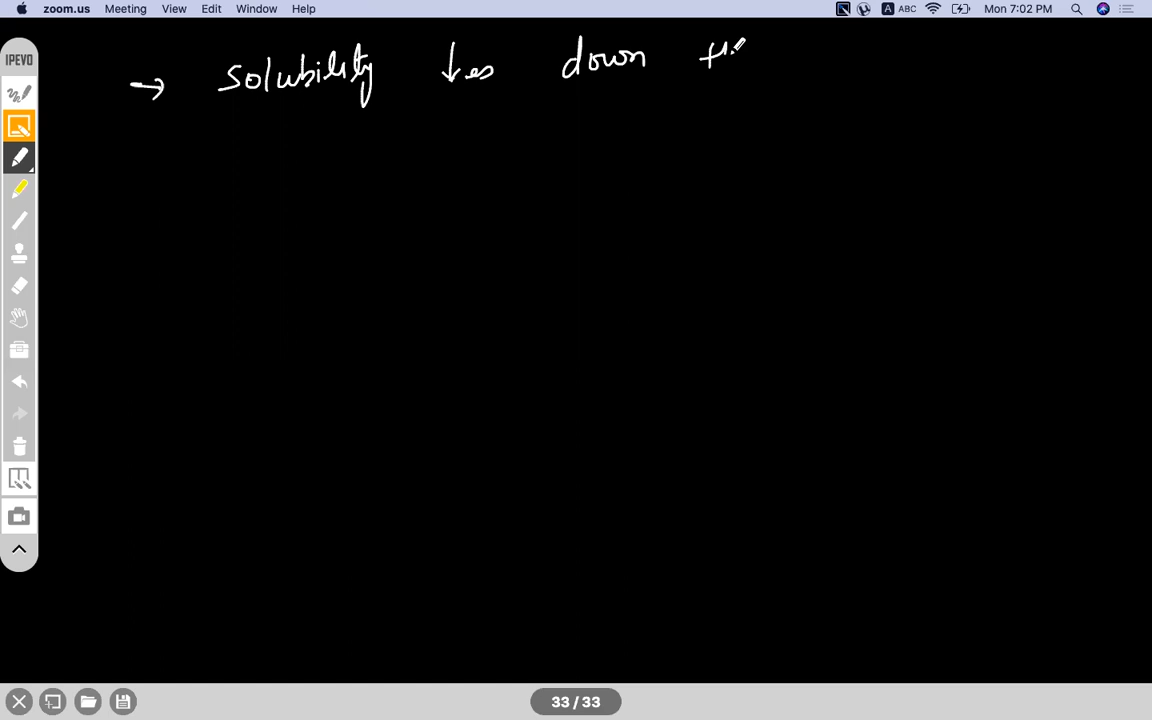 zoom.us Meeting View Edit Window Help A ABC Mon 7:02 PM
IPEVO
→ solubility ↓es down
33 / 33